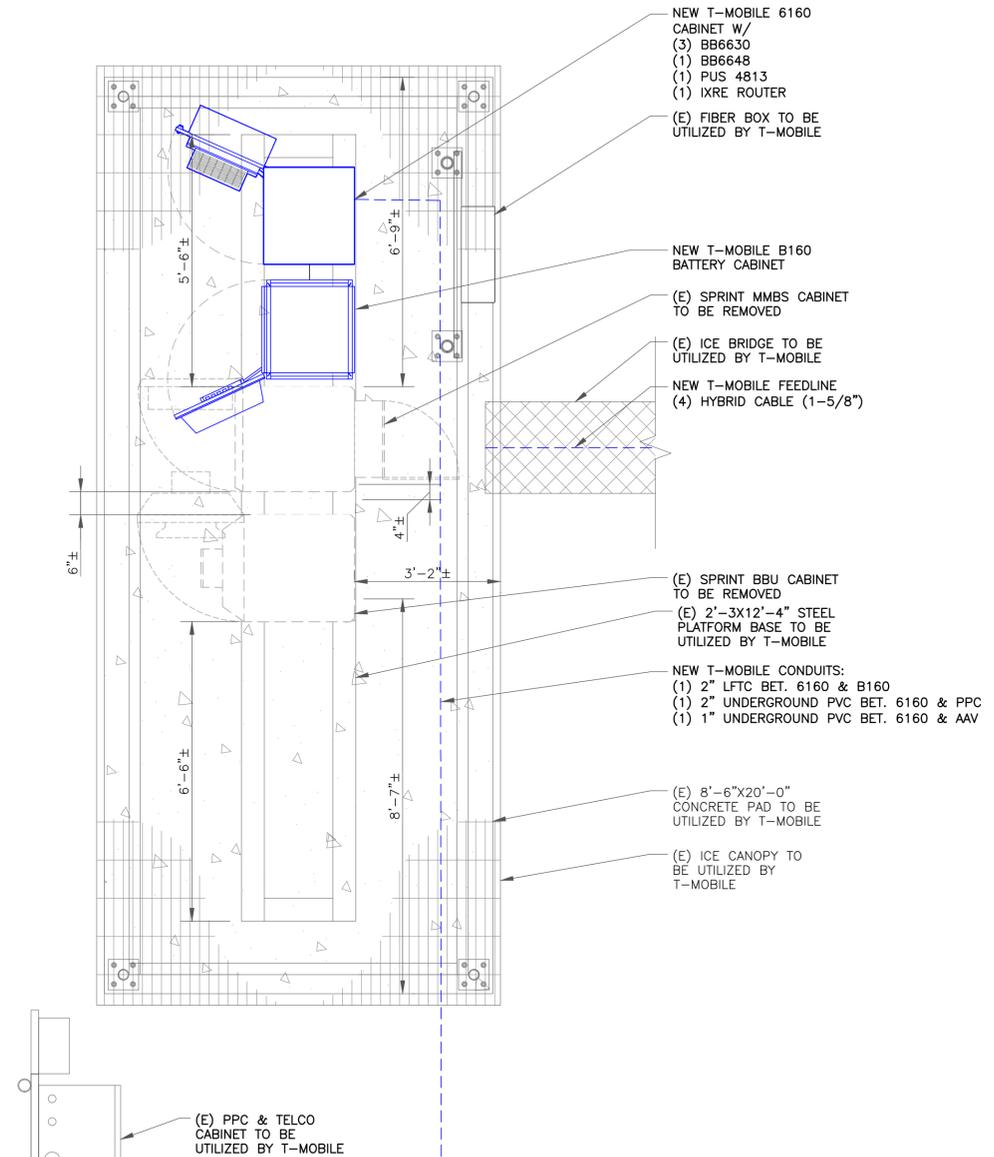 NEW T-MOBILE 6160
CABINET W/
(3) BB6630
(1) BB6648
(1) PUS 4813
(1) IXRE ROUTER
(E) FIBER BOX TO BE
UTILIZED BY T-MOBILE
6'-9"±
5'-6"±
NEW T-MOBILE B160
BATTERY CABINET
(E) SPRINT MMBS CABINET
TO BE REMOVED
(E) ICE BRIDGE TO BE
UTILIZED BY T-MOBILE
NEW T-MOBILE FEEDLINE
(4) HYBRID CABLE (1-5/8")
4"±
6"±
3'-2"±
(E) SPRINT BBU CABINET
TO BE REMOVED
(E) 2'-3X12'-4" STEEL
PLATFORM BASE TO BE
UTILIZED BY T-MOBILE
NEW T-MOBILE CONDUITS:
(1) 2" LFTC BET. 6160 & B160
(1) 2" UNDERGROUND PVC BET. 6160 & PPC
(1) 1" UNDERGROUND PVC BET. 6160 & AAV
6'-6"±
8'-7"±
(E) 8'-6"X20'-0"
CONCRETE PAD TO BE
UTILIZED BY T-MOBILE
(E) ICE CANOPY TO
BE UTILIZED BY
T-MOBILE
(E) PPC & TELCO
CABINET TO BE
UTILIZED BY T-MOBILE